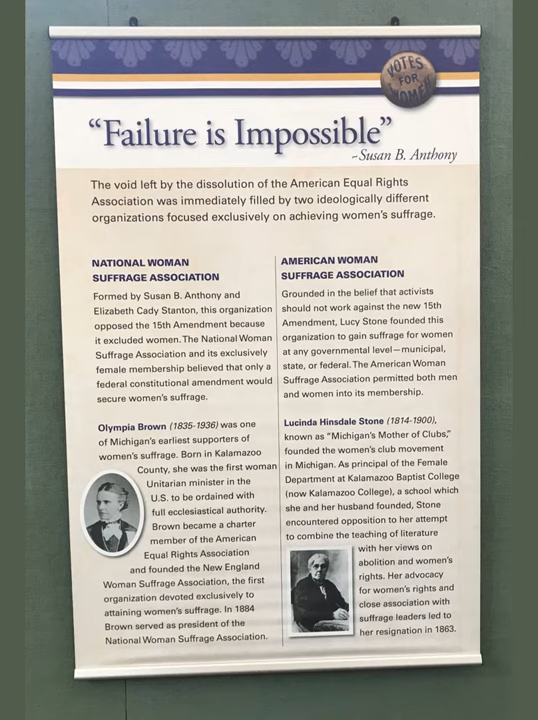 VOTES
FOR
WOMEN
“Failure is Impossible”
~Susan B. Anthony
The void left by the dissolution of the American Equal Rights
Association was immediately filled by two ideologically different
organizations focused exclusively on achieving women’s suffrage.
NATIONAL WOMAN
SUFFRAGE ASSOCIATION
Formed by Susan B. Anthony and
Elizabeth Cady Stanton, this organization
opposed the 15th Amendment because
it excluded women. The National Woman
Suffrage Association and its exclusively
female membership believed that only a
federal constitutional amendment would
secure women’s suffrage.
Olympia Brown (1835-1936) was one
of Michigan’s earliest supporters of
women’s suffrage. Born in Kalamazoo
County, she was the first woman
Unitarian minister in the
U.S. to be ordained with
full ecclesiastical authority.
Brown became a charter
member of the American
Equal Rights Association
and founded the New England
Woman Suffrage Association, the first
organization devoted exclusively to
attaining women’s suffrage. In 1884
Brown served as president of the
National Woman Suffrage Association.
AMERICAN WOMAN
SUFFRAGE ASSOCIATION
Grounded in the belief that activists
should not work against the new 15th
Amendment, Lucy Stone founded this
organization to gain suffrage for women
at any governmental level—municipal,
state, or federal. The American Woman
Suffrage Association permitted both men
and women into its membership.
Lucinda Hinsdale Stone (1814-1900),
known as “Michigan’s Mother of Clubs,”
founded the women’s club movement
in Michigan. As principal of the Female
Department at Kalamazoo Baptist College
(now Kalamazoo College), a school which
she and her husband founded, Stone
encountered opposition to her attempt
to combine the teaching of literature
with her views on
abolition and women’s
rights. Her advocacy
for women’s rights and
close association with
suffrage leaders led to
her resignation in 1863.